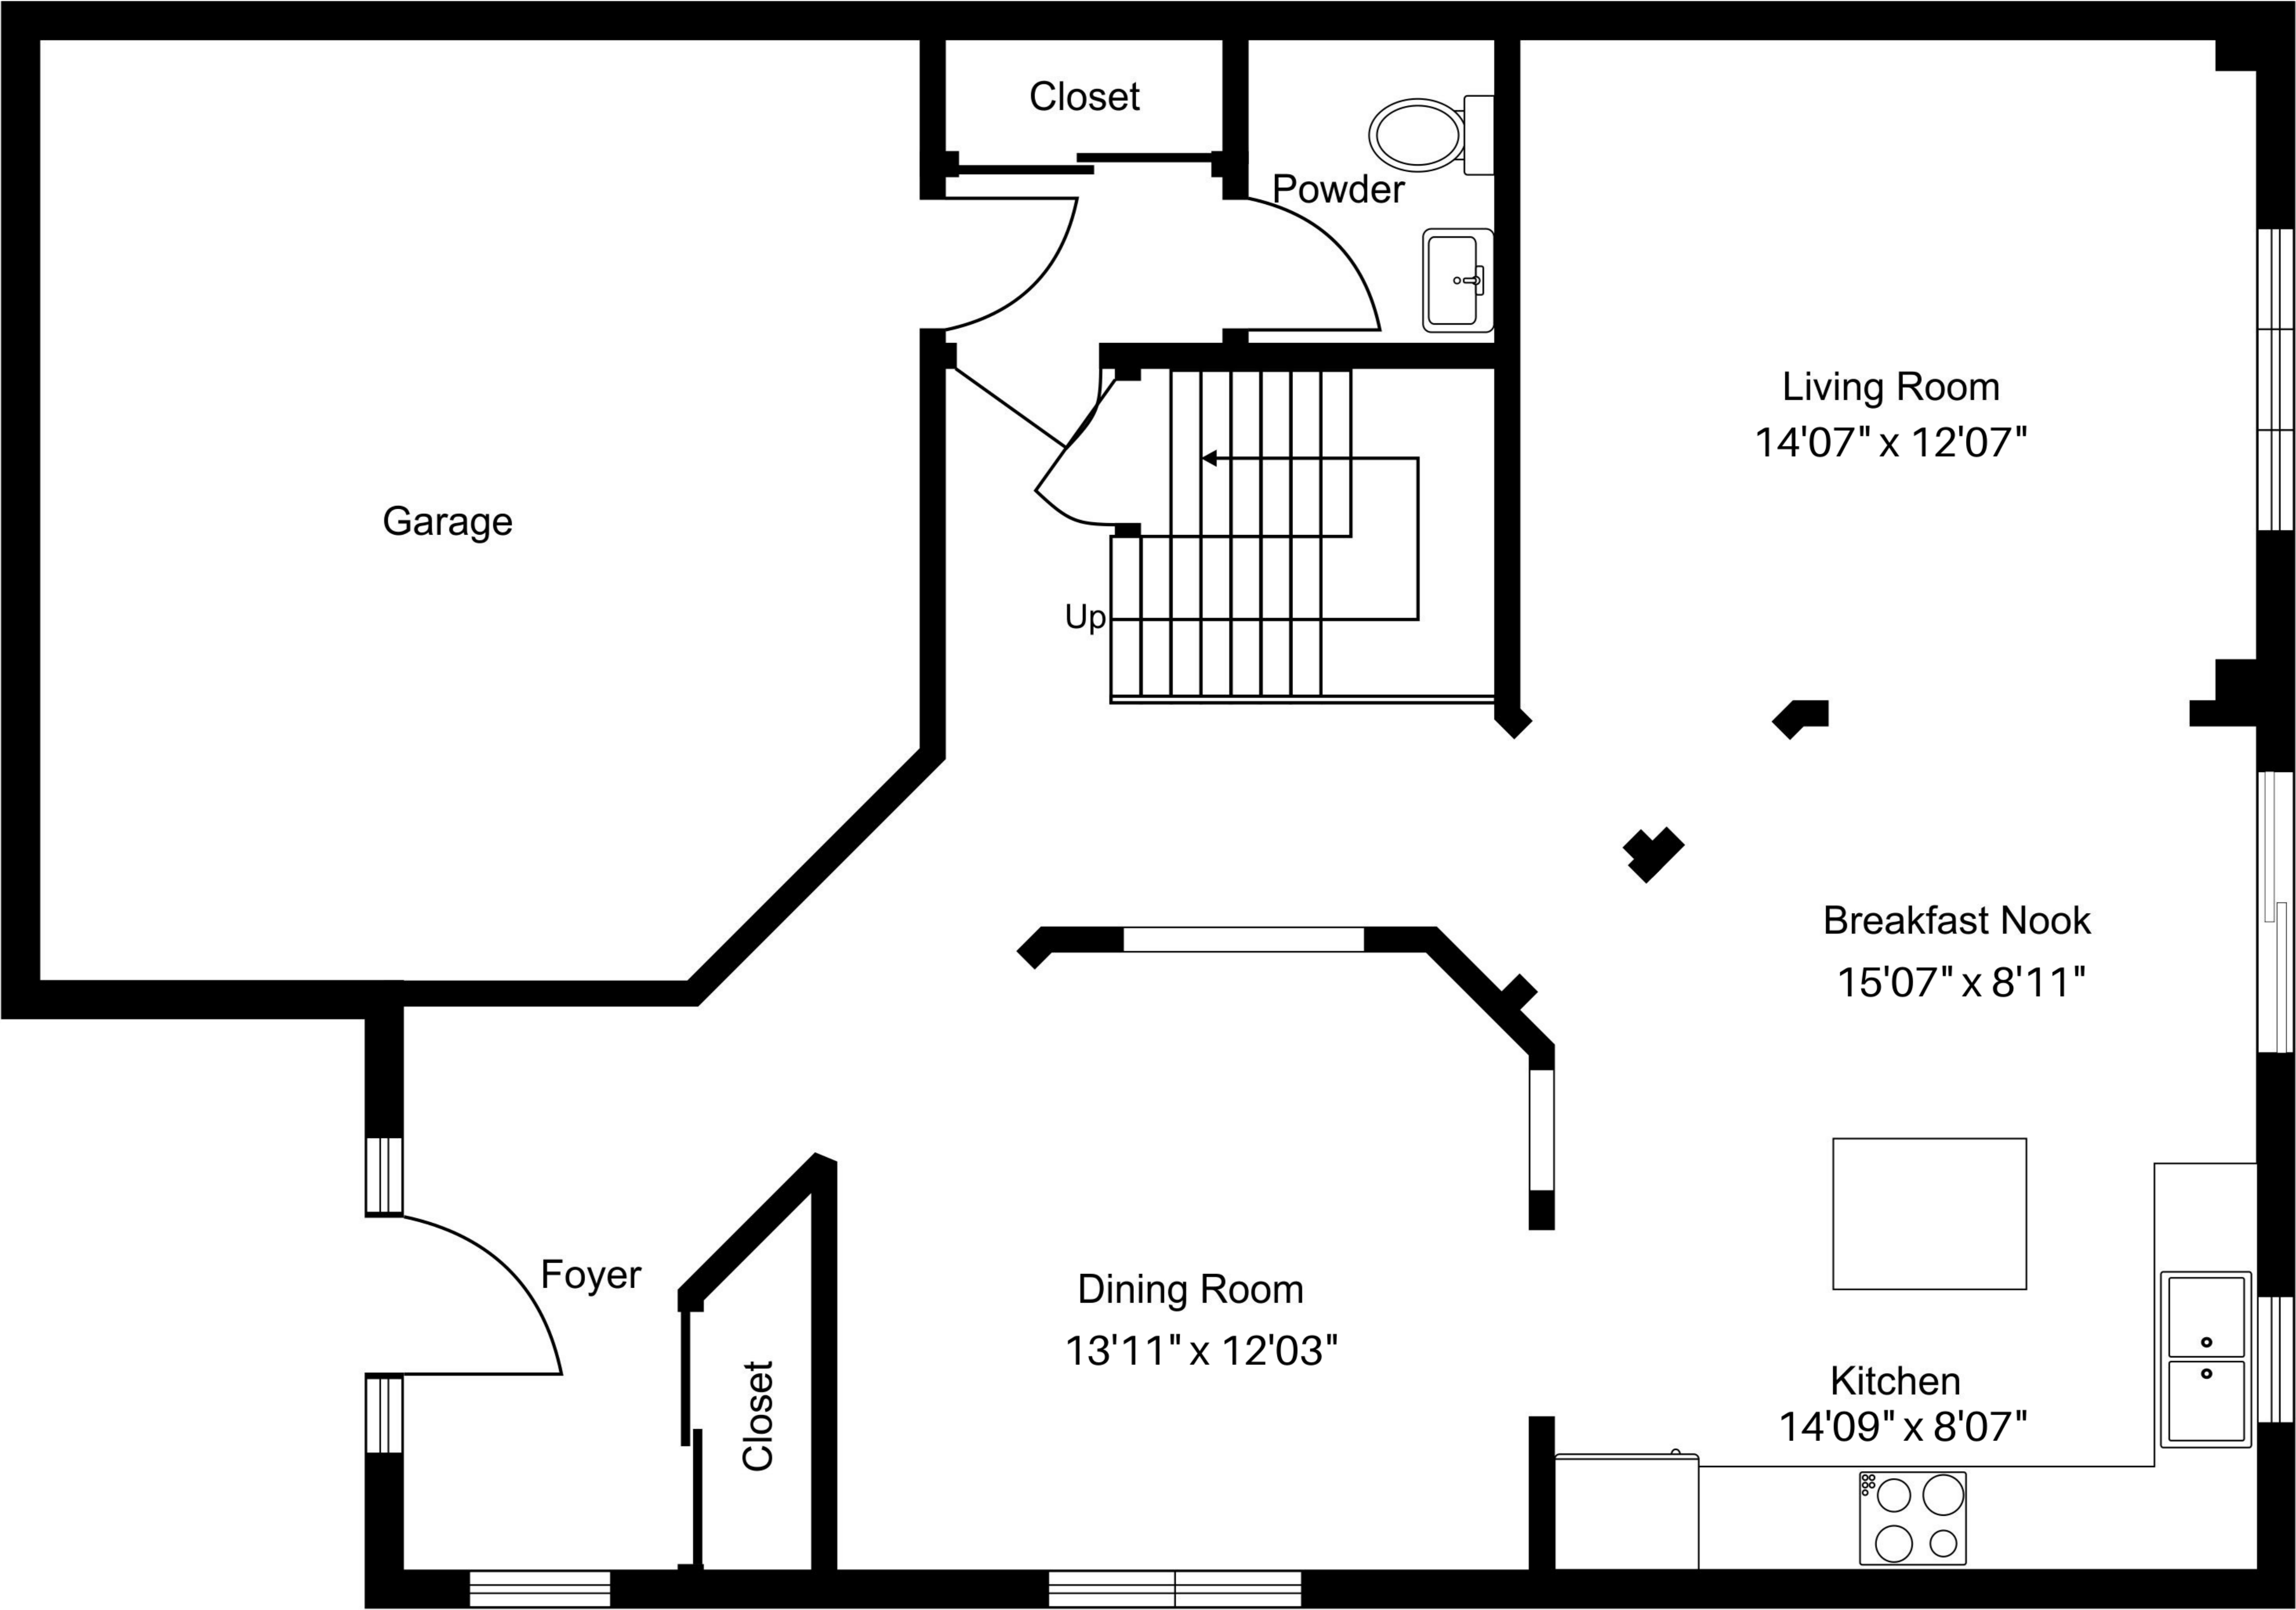 Closet
Powder
Living Room
14'07" x 12'07"
Garage
Up
Breakfast Nook
15'07" x 8'11"
Foyer
Dining Room
13'11" x 12'03"
Closet
Kitchen
14'09" x 8'07"